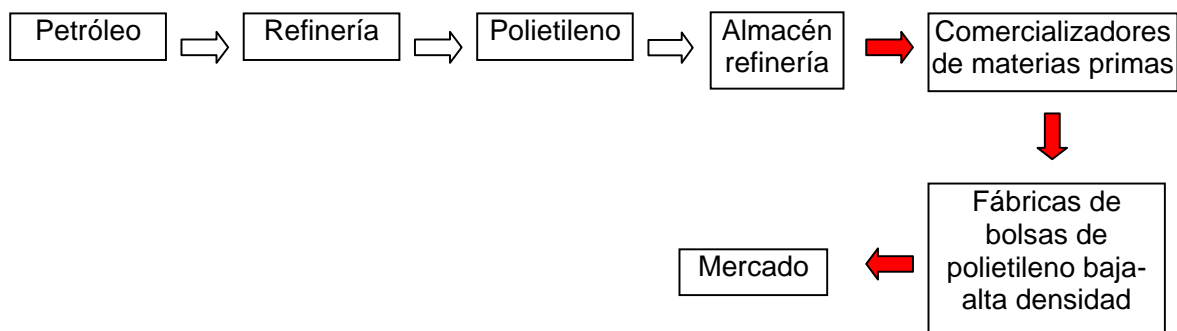 Petróleo
Refinería
Polietileno
Almacén
refinería
Comercializadores
de materias primas
Fábricas de
bolsas de
polietileno baja-
alta densidad
Mercado